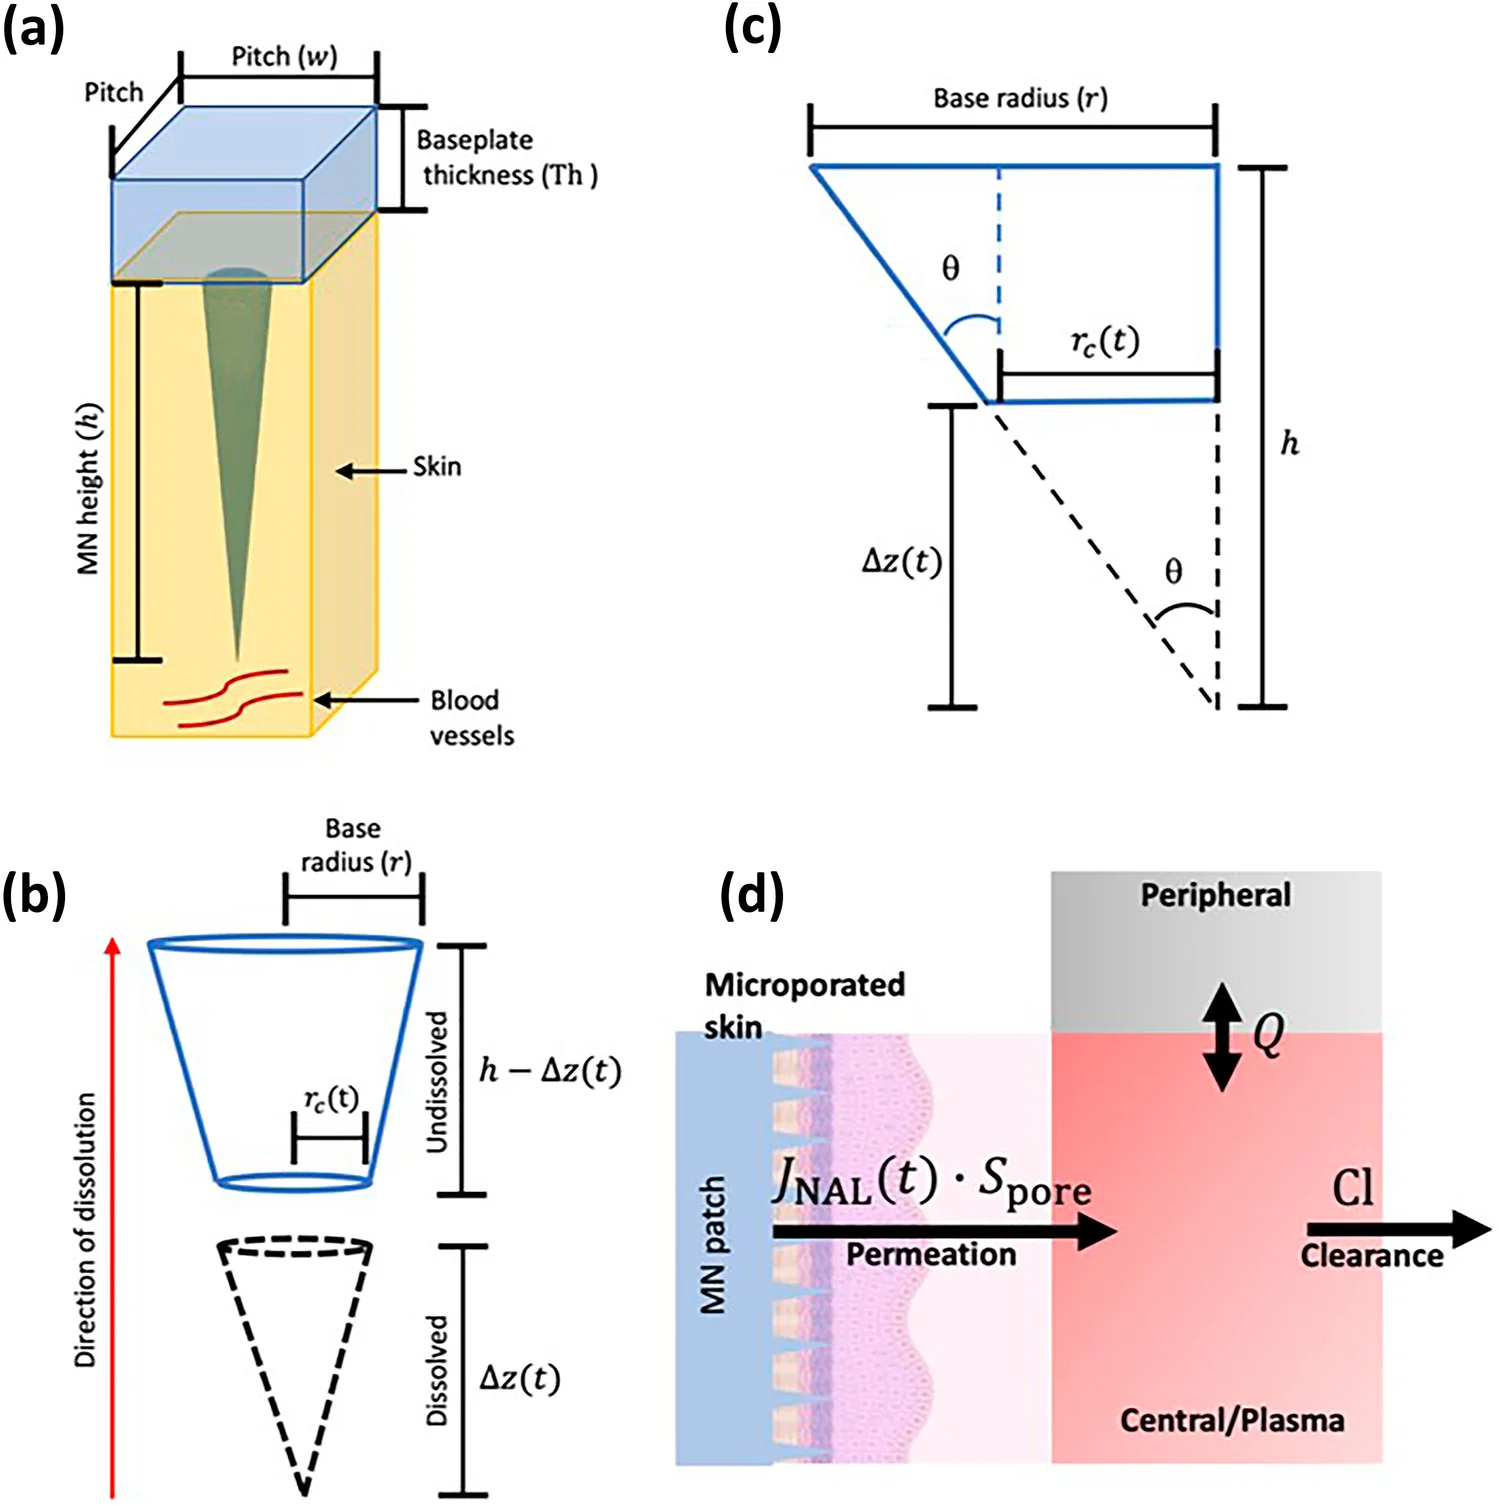 (a)
Pitch (w)
Pitch
Baseplate
thickness (Th )
MN height (h)
Skin
Blood
vessels
(c)
Base radius (r)
θ
r_c(t)
h
Δz(t)
θ
(b)
Base
radius (r)
Direction of dissolution
Undissolved
h − Δz(t)
r_c(t)
Dissolved
Δz(t)
(d)
Peripheral
Microporated
skin
Q
MN patch
J_NAL(t) · S_pore
Permeation
Cl
Clearance
Central/Plasma